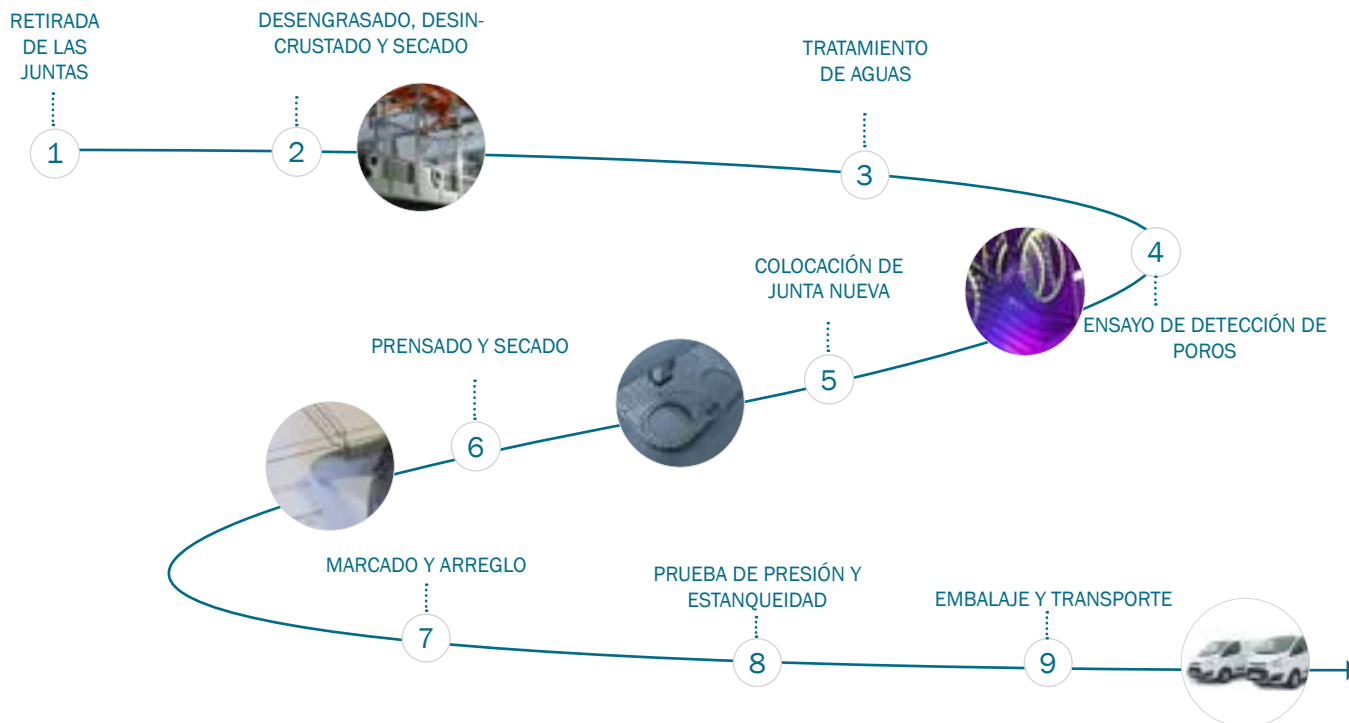 RETIRADA
DE LAS
JUNTAS
1
DESENGRASADO, DESIN-
CRUSTADO Y SECADO
2
TRATAMIENTO
DE AGUAS
3
4
ENSAYO DE DETECCIÓN DE
POROS
COLOCACIÓN DE
JUNTA NUEVA
5
PRENSADO Y SECADO
6
MARCADO Y ARREGLO
7
PRUEBA DE PRESIÓN Y
ESTANQUEIDAD
8
EMBALAJE Y TRANSPORTE
9